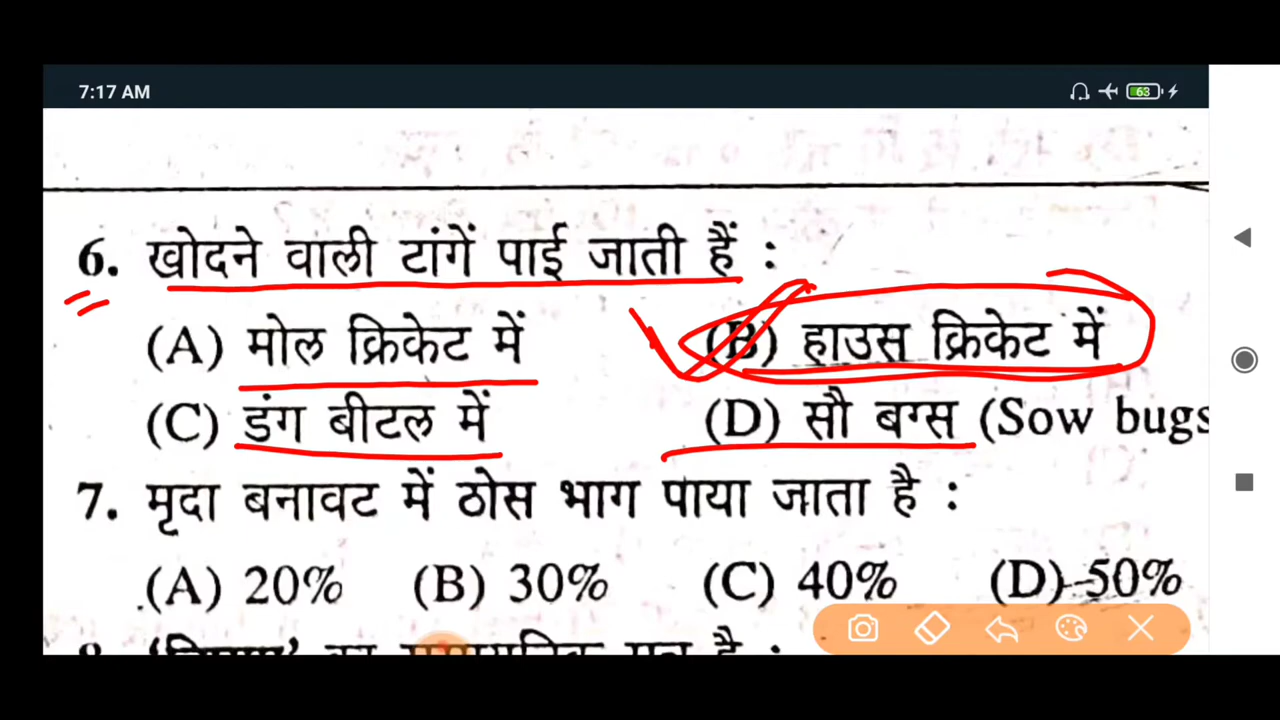 7:17 AM
63
6. खोदने वाली टांगें पाई जाती हैं :
(A) मोल क्रिकेट में (B) हाउस क्रिकेट में
(C) डंग बीटल में (D) सौ बग्स (Sow bugs
7. मृदा बनावट में ठोस भाग पाया जाता है :
(A) 20% (B) 30% (C) 40% (D) 50%